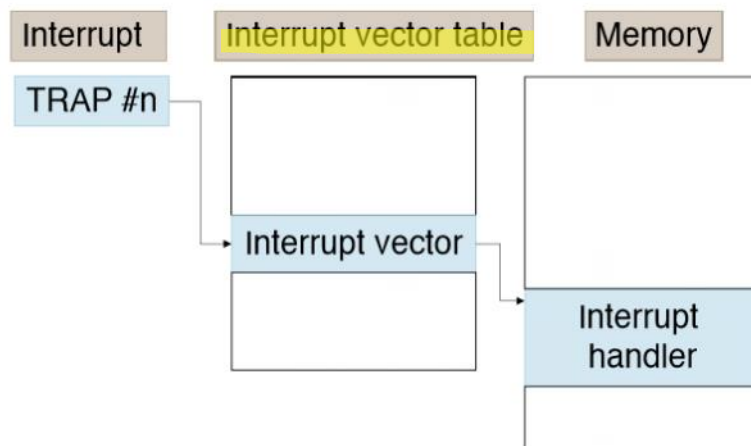 Interrupt
Interrupt vector table
Memory
TRAP #n
Interrupt vector
Interrupt
handler